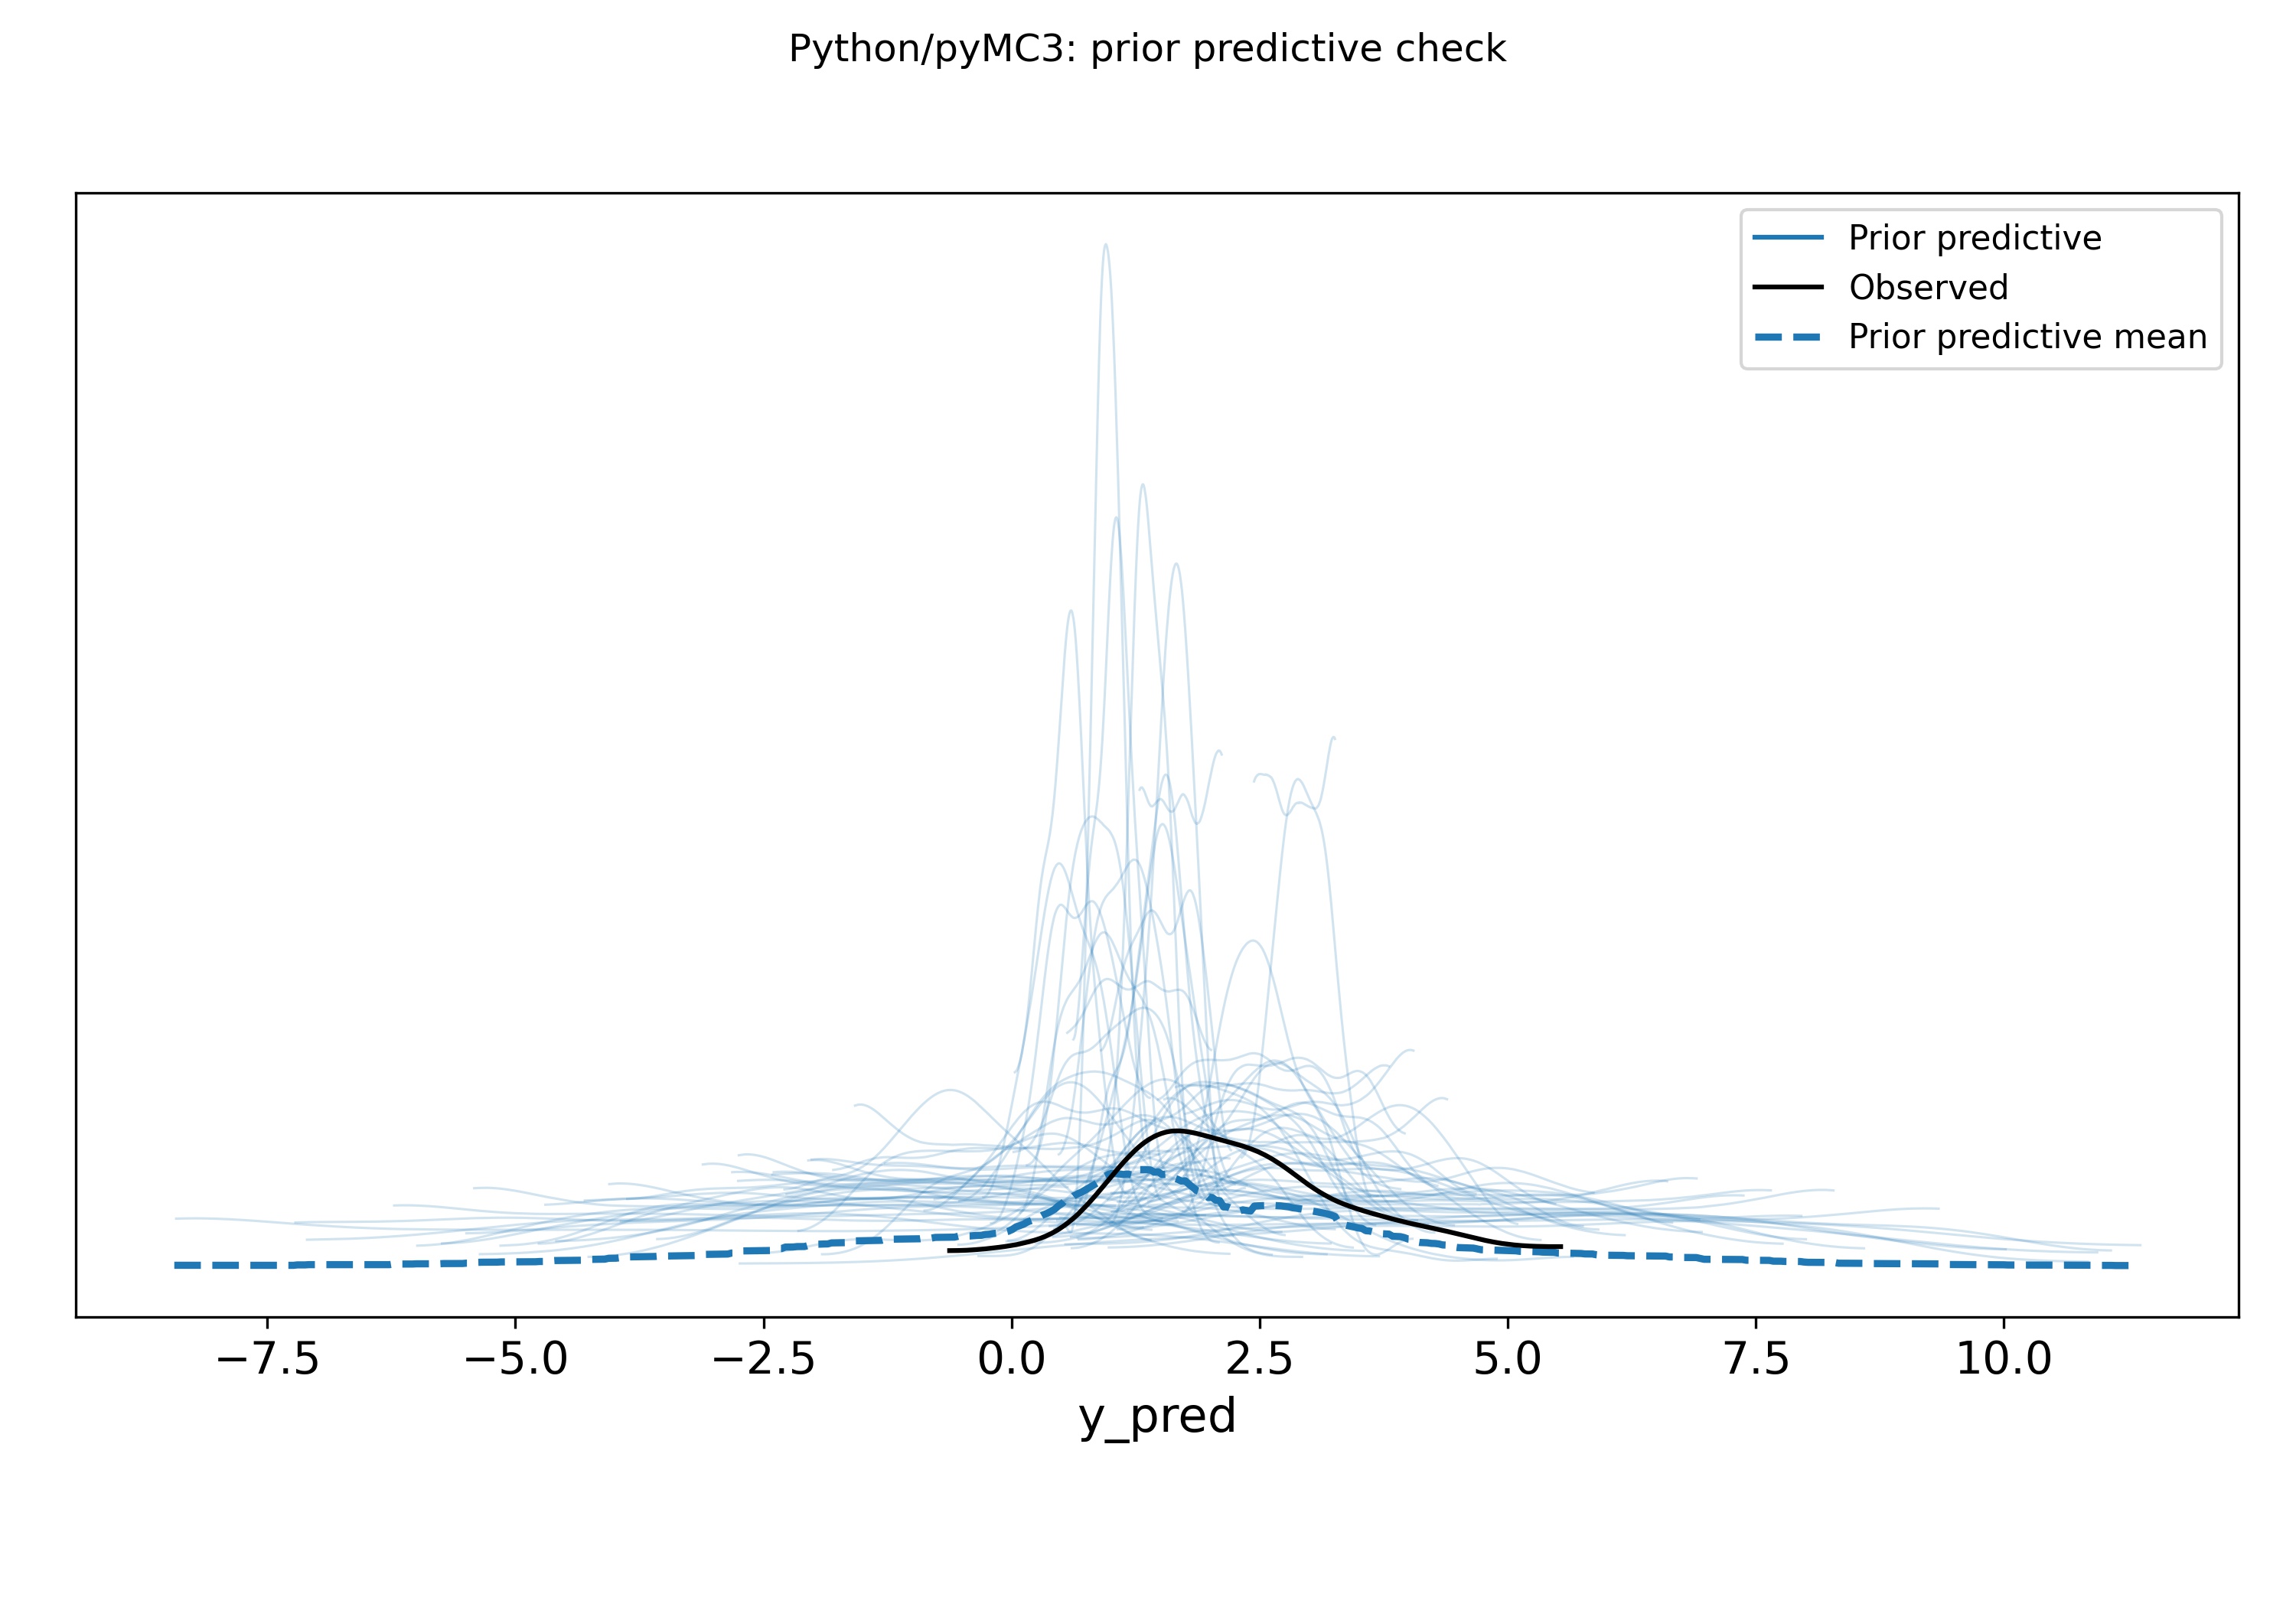 Python/pyMC3: prior predictive check
Prior predictive
Observed
Prior predictive mean
−7.5 −5.0 −2.5 0.0 2.5 5.0 7.5 10.0
y_pred